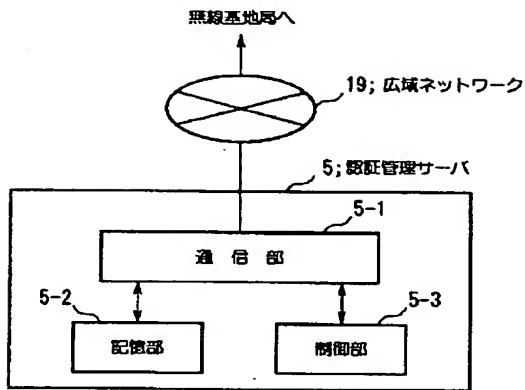 無線基地局へ
19; 広域ネットワーク
5; 認証管理サーバ
5-1
通信部
5-2
5-3
記憶部
制御部